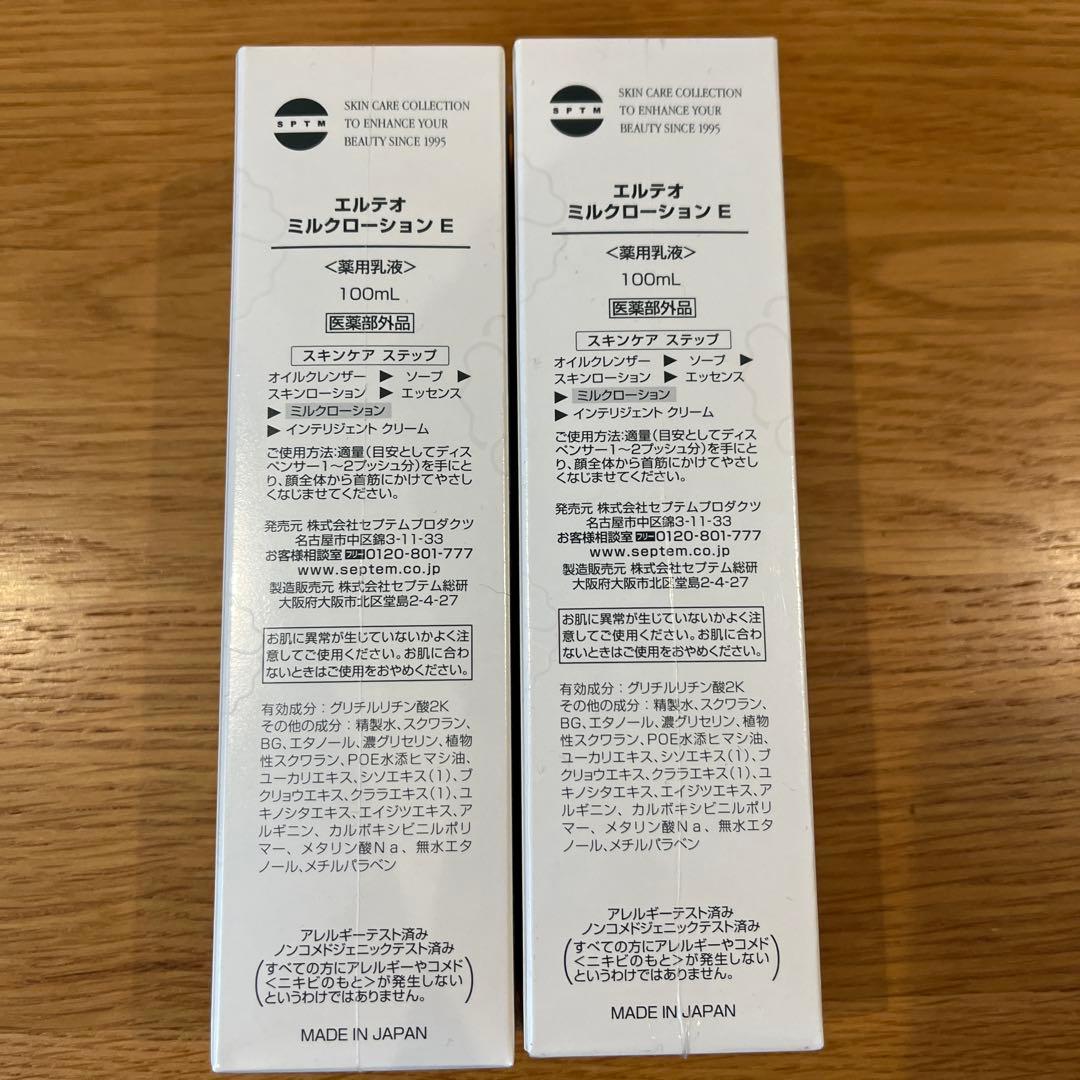 SPTM
SKIN CARE COLLECTION
TO ENHANCE YOUR
BEAUTY SINCE 1995
エルテオ
ミルクローション E
<薬用乳液>
100mL
医薬部外品
スキンケア ステップ
オイルクレンザー ▶ ソープ ▶
スキンローション ▶ エッセンス
▶ ミルクローション
▶ インテリジェント クリーム
ご使用方法:適量(目安としてディス
ペンサー1〜2プッシュ分)を手にと
り、顔全体から首筋にかけてやさし
くなじませてください。
発売元 株式会社セプテムプロダクツ
名古屋市中区錦3-11-33
お客様相談室 フリー0120-801-777
www.septem.co.jp
製造販売元 株式会社セプテム総研
大阪府大阪市北区堂島2-4-27
お肌に異常が生じていないかよく注
意してご使用ください。お肌に合わ
ないときはご使用をおやめください。
有効成分:グリチルリチン酸2K
その他の成分:精製水、スクワラン、
BG、エタノール、濃グリセリン、植物
性スクワラン、POE水添ヒマシ油、
ユーカリエキス、シソエキス(1)、ブ
クリョウエキス、クララエキス(1)、ユ
キノシタエキス、エイジツエキス、ア
ルギニン、カルボキシビニルポリ
マー、メタリン酸Na、無水エタ
ノール、メチルパラベン
アレルギーテスト済み
ノンコメドジェニックテスト済み
(すべての方にアレルギーやコメド
<ニキビのもと>が発生しない
というわけではありません。)
MADE IN JAPAN
SPTM
SKIN CARE COLLECTION
TO ENHANCE YOUR
BEAUTY SINCE 1995
エルテオ
ミルクローション E
<薬用乳液>
100mL
医薬部外品
スキンケア ステップ
オイルクレンザー ▶ ソープ ▶
スキンローション ▶ エッセンス
▶ ミルクローション
▶ インテリジェント クリーム
ご使用方法:適量(目安としてディス
ペンサー1〜2プッシュ分)を手にと
り、顔全体から首筋にかけてやさし
くなじませてください。
発売元 株式会社セプテムプロダクツ
名古屋市中区錦3-11-33
お客様相談室 フリー0120-801-777
www.septem.co.jp
製造販売元 株式会社セプテム総研
大阪府大阪市北区堂島2-4-27
お肌に異常が生じていないかよく注
意してご使用ください。お肌に合わ
ないときはご使用をおやめください。
有効成分:グリチルリチン酸2K
その他の成分:精製水、スクワラン、
BG、エタノール、濃グリセリン、植物
性スクワラン、POE水添ヒマシ油、
ユーカリエキス、シソエキス(1)、ブ
クリョウエキス、クララエキス(1)、ユ
キノシタエキス、エイジツエキス、ア
ルギニン、カルボキシビニルポリ
マー、メタリン酸Na、無水エタ
ノール、メチルパラベン
アレルギーテスト済み
ノンコメドジェニックテスト済み
(すべての方にアレルギーやコメド
<ニキビのもと>が発生しない
というわけではありません。)
MADE IN JAPAN